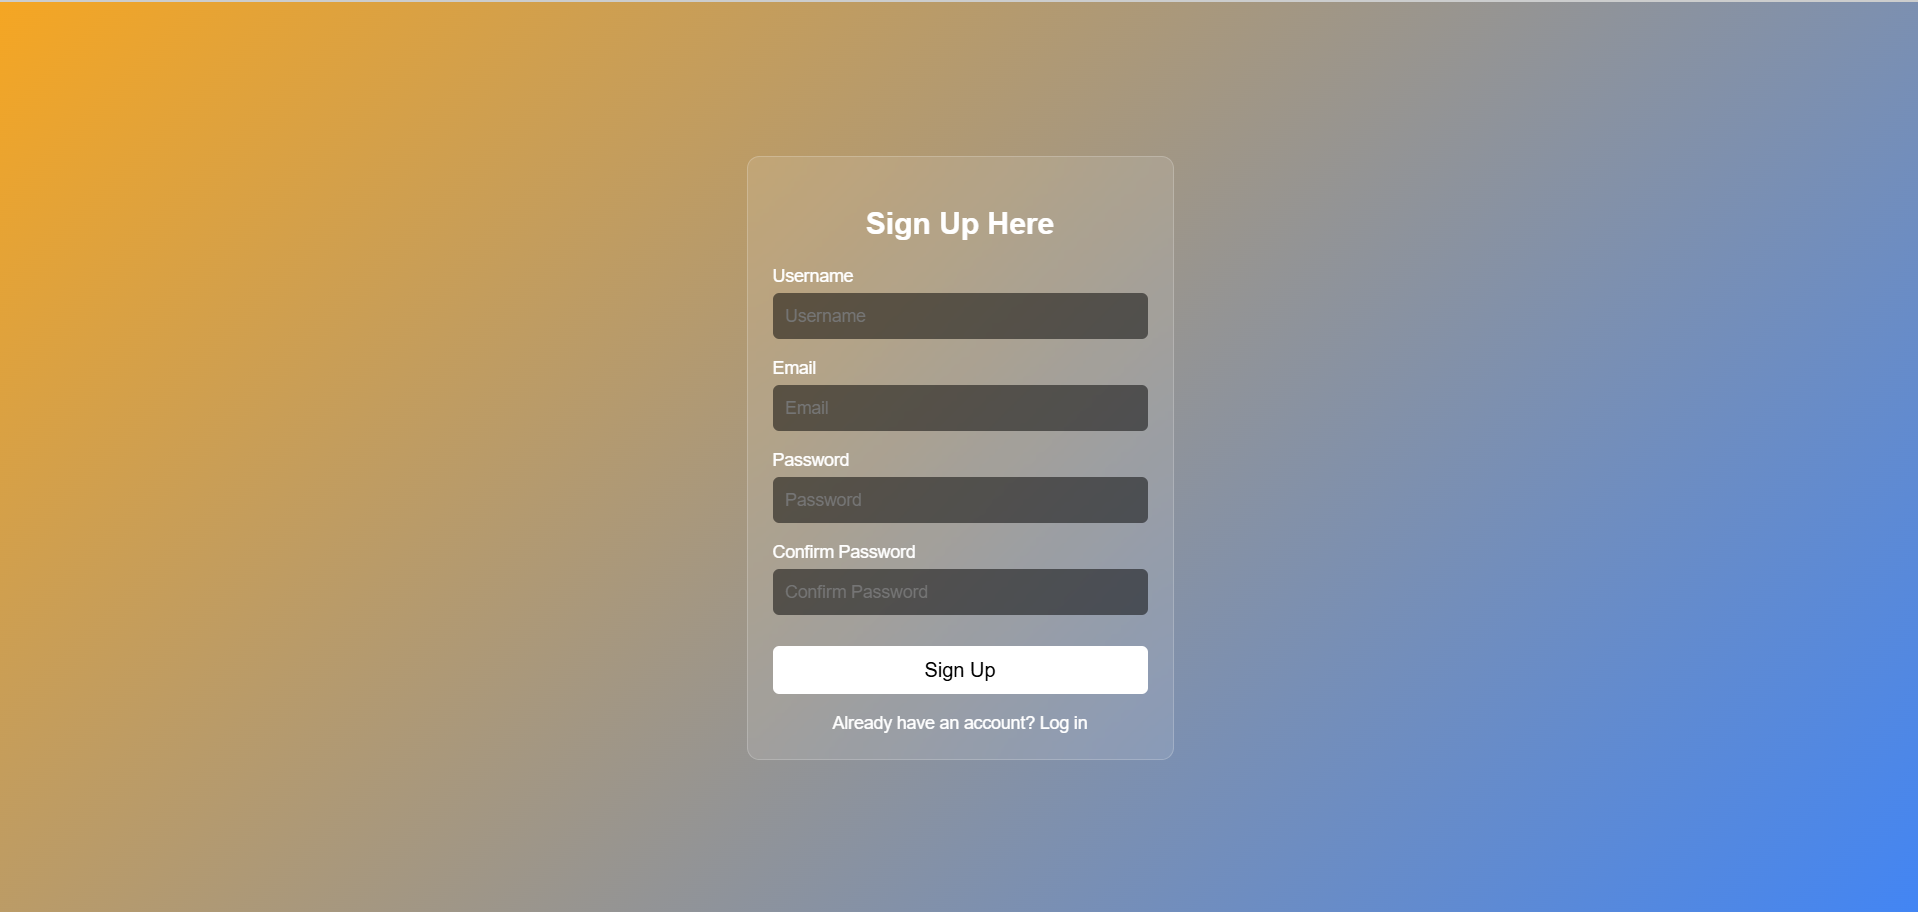 Sign Up Here
Username
Username
Email
Email
Password
Password
Confirm Password
Confirm Password
Sign Up
Already have an account? Log in